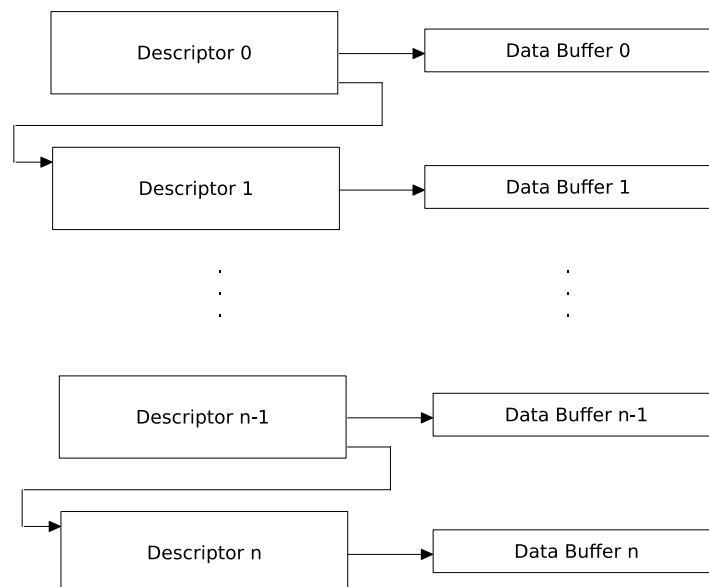 Descriptor 0
Data Buffer 0
Descriptor 1
Data Buffer 1
Descriptor n-1
Data Buffer n-1
Descriptor n
Data Buffer n